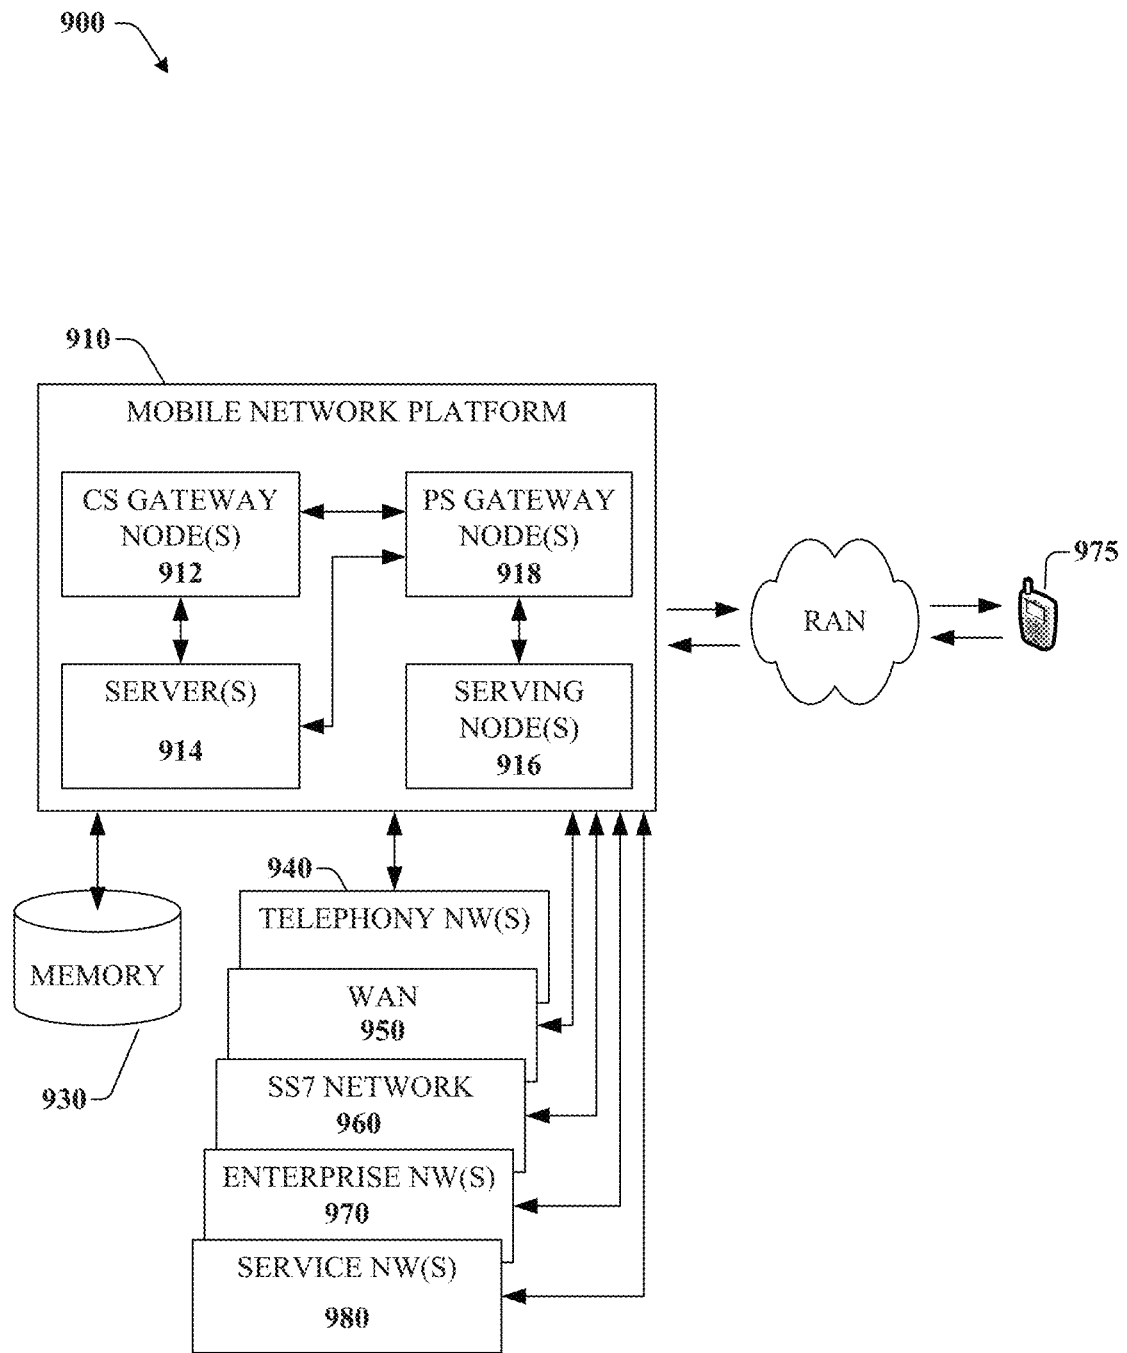 900
910
MOBILE NETWORK PLATFORM
CS GATEWAY
NODE(S)
912
PS GATEWAY
NODE(S)
918
SERVER(S)
914
SERVING
NODE(S)
916
RAN
975
940
TELEPHONY NW(S)
MEMORY
930
WAN
950
SS7 NETWORK
960
ENTERPRISE NW(S)
970
SERVICE NW(S)
980